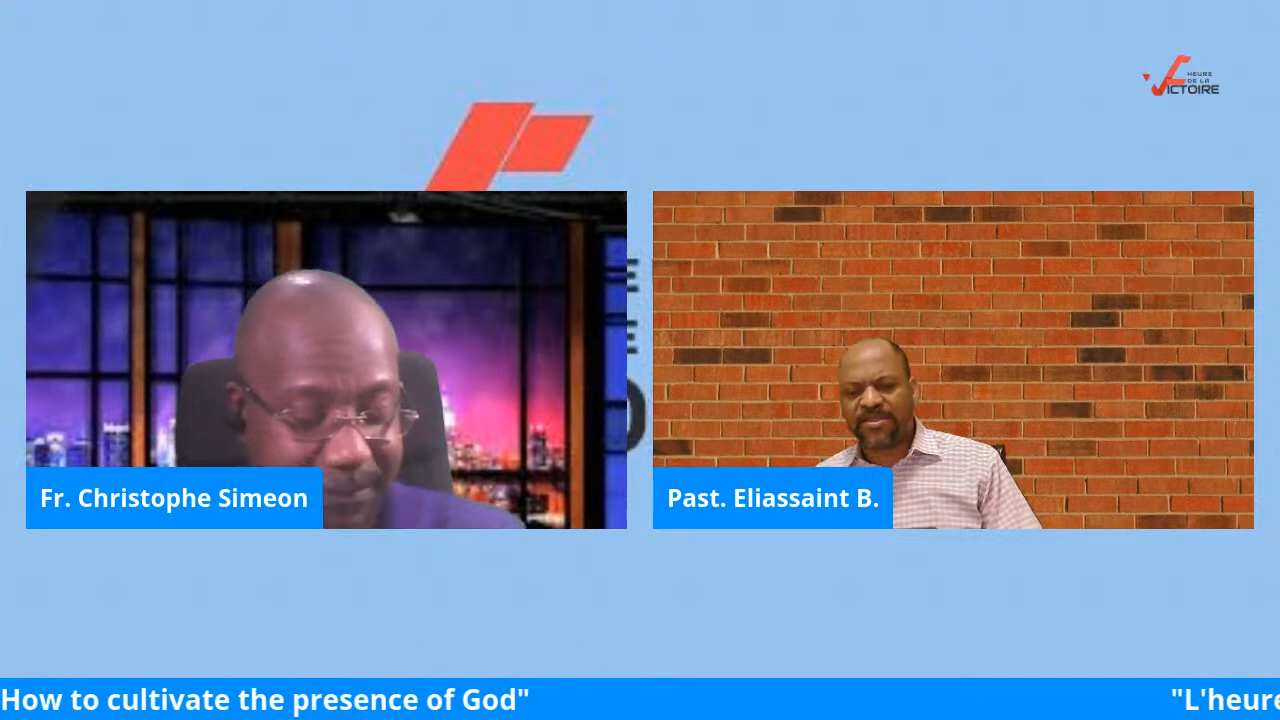 HEURE
DE LA
VICTOIRE
E
E
Fr. Christophe Simeon
Past. Eliassaint B.
How to cultivate the presence of God"
"L'heure